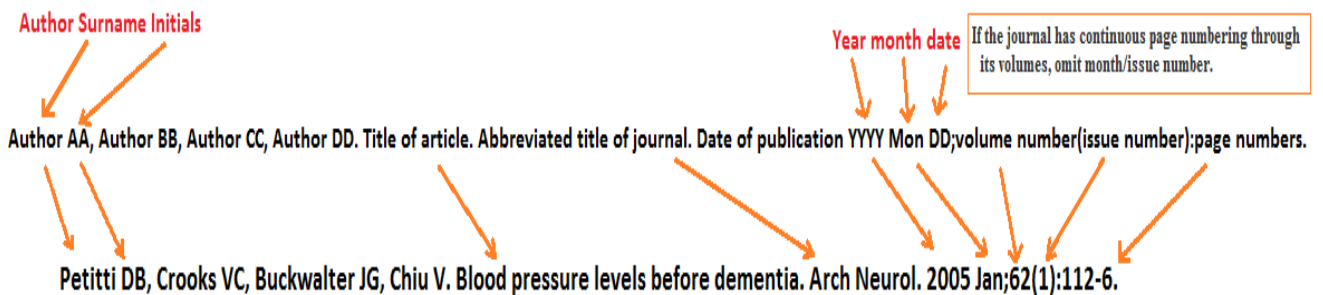 Author Surname Initials
Year month date
If the journal has continuous page numbering through
its volumes, omit month/issue number.
Author AA, Author BB, Author CC, Author DD. Title of article. Abbreviated title of journal. Date of publication YYYY Mon DD;volume number(issue number):page numbers.
Petitti DB, Crooks VC, Buckwalter JG, Chiu V. Blood pressure levels before dementia. Arch Neurol. 2005 Jan;62(1):112-6.